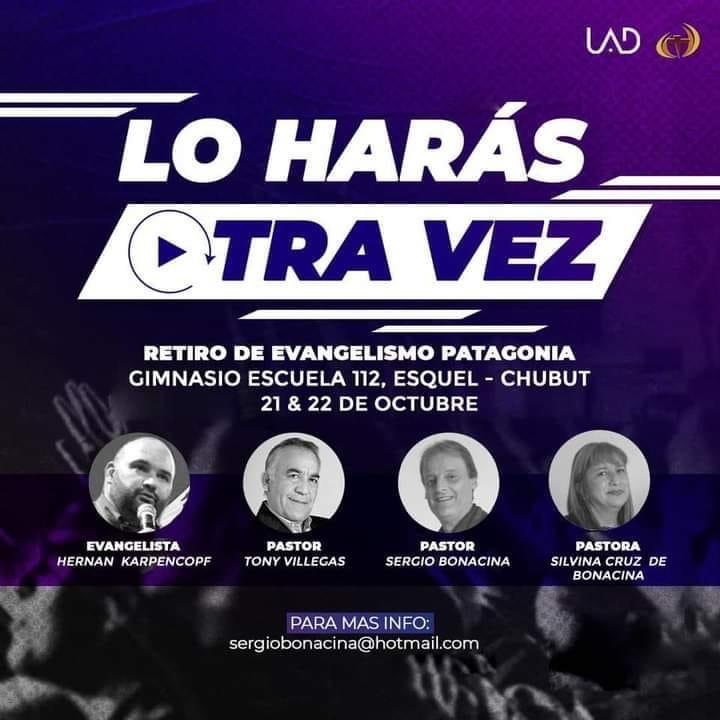 UAD
LO HARÁS
OTRA VEZ
RETIRO DE EVANGELISMO PATAGONIA
GIMNASIO ESCUELA 112, ESQUEL - CHUBUT
21 & 22 DE OCTUBRE
EVANGELISTA
HERNAN KARPENCOPF
PASTOR
TONY VILLEGAS
PASTOR
SERGIO BONACINA
PASTORA
SILVINA CRUZ DE
BONACINA
PARA MAS INFO:
sergiobonacina@hotmail.com